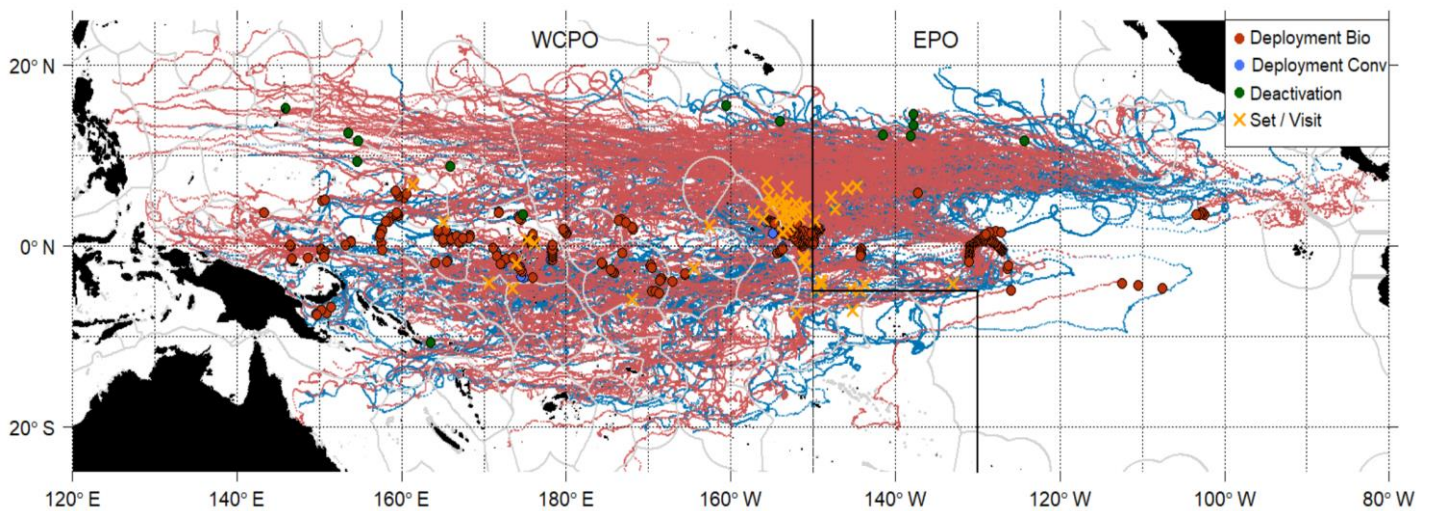 WCPO
EPO
Deployment Bio
Deployment Conv
Deactivation
Set / Visit
20° N
0° N
20° S
120° E
140° E
160° E
180° E
160° W
140° W
120° W
100° W
80° W